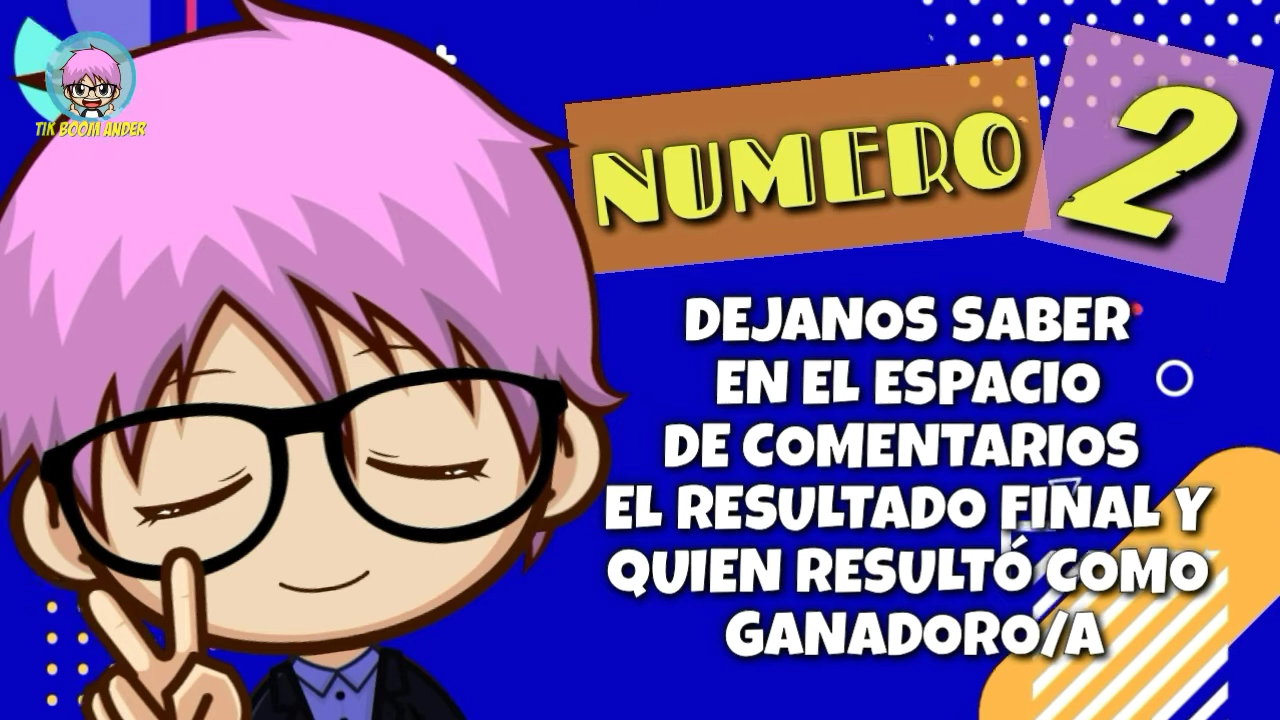 TIK BOOM ANDER
NUMERO 2
DEJANOS SABER
EN EL ESPACIO
DE COMENTARIOS
EL RESULTADO FINAL Y
QUIEN RESULTÓ COMO
GANADORO/A